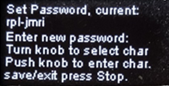 Set Password, current:
rpl-jmri
Enter new password:
Turn knob to select char
Push knob to enter char.
save/exit press Stop.